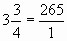 3 3/4 = 265/1